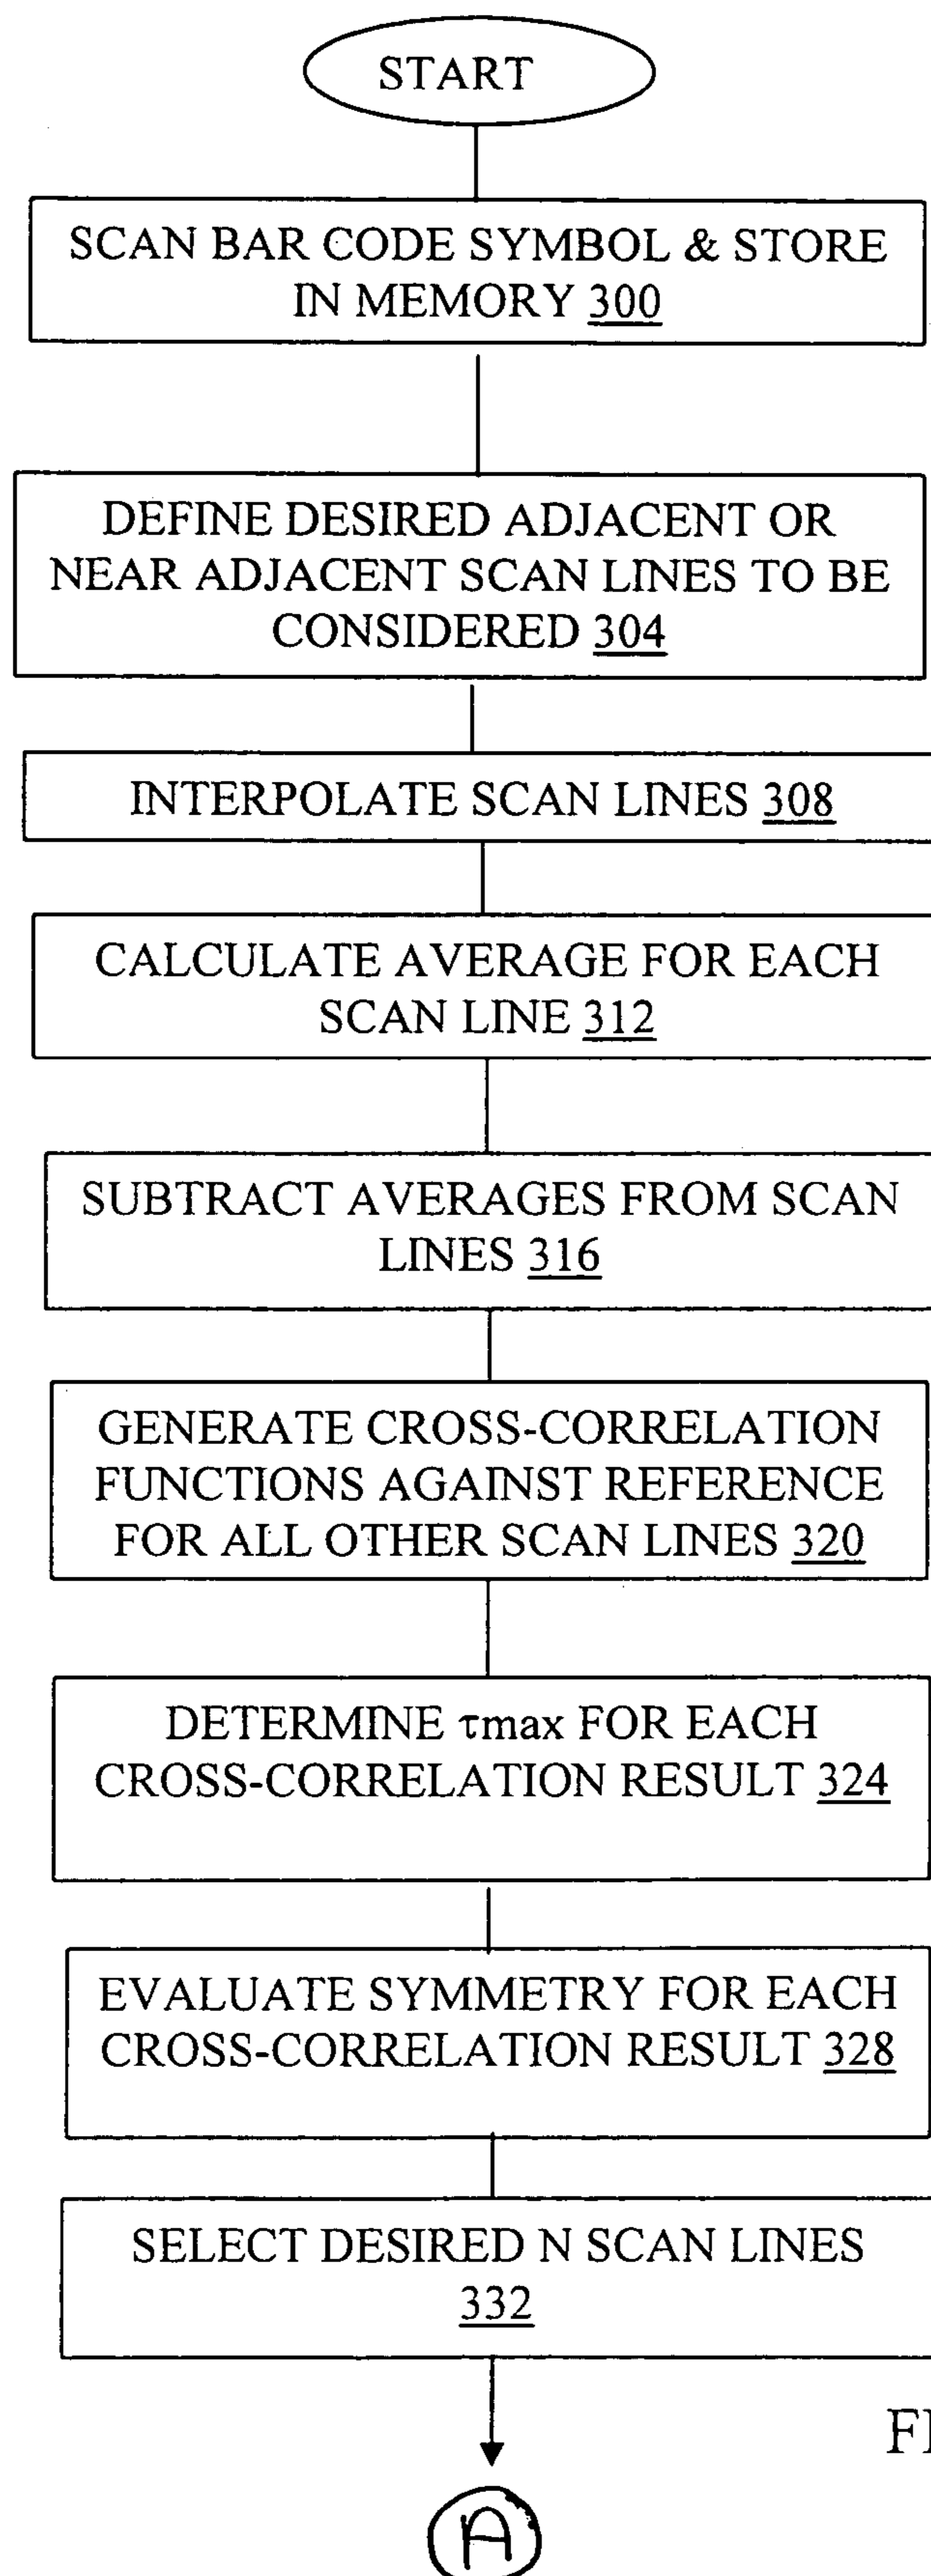 START
SCAN BAR CODE SYMBOL & STORE
IN MEMORY 300
DEFINE DESIRED ADJACENT OR
NEAR ADJACENT SCAN LINES TO BE
CONSIDERED 304
INTERPOLATE SCAN LINES 308
CALCULATE AVERAGE FOR EACH
SCAN LINE 312
SUBTRACT AVERAGES FROM SCAN
LINES 316
GENERATE CROSS-CORRELATION
FUNCTIONS AGAINST REFERENCE
FOR ALL OTHER SCAN LINES 320
DETERMINE τmax FOR EACH
CROSS-CORRELATION RESULT 324
EVALUATE SYMMETRY FOR EACH
CROSS-CORRELATION RESULT 328
SELECT DESIRED N SCAN LINES
332
A